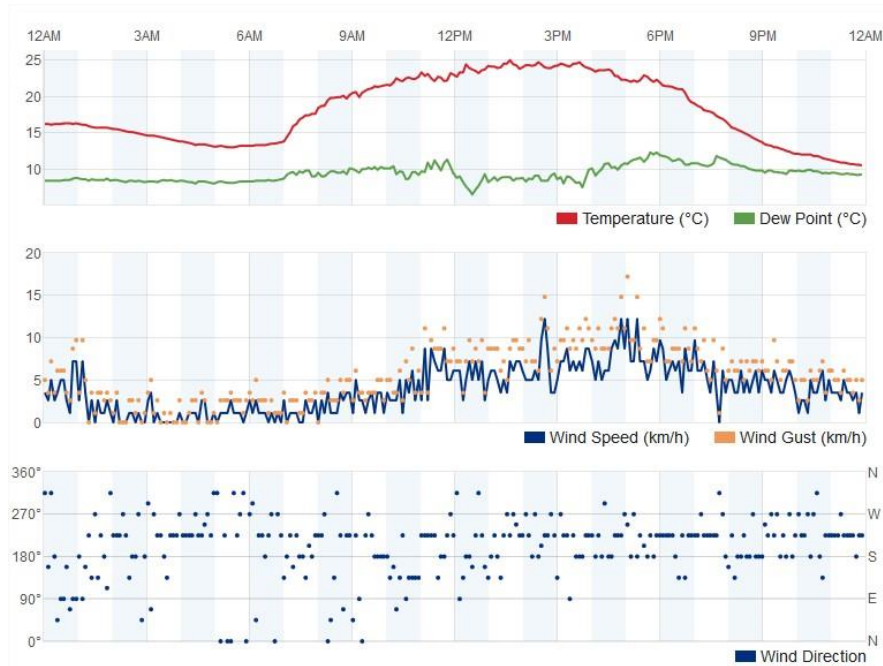 12AM 3AM 6AM 9AM 12PM 3PM 6PM 9PM 12AM
25
20
15
10
Temperature (°C) Dew Point (°C)
20
15
10
5
0
Wind Speed (km/h) Wind Gust (km/h)
360° N
270° W
180° S
90° E
0° N
Wind Direction